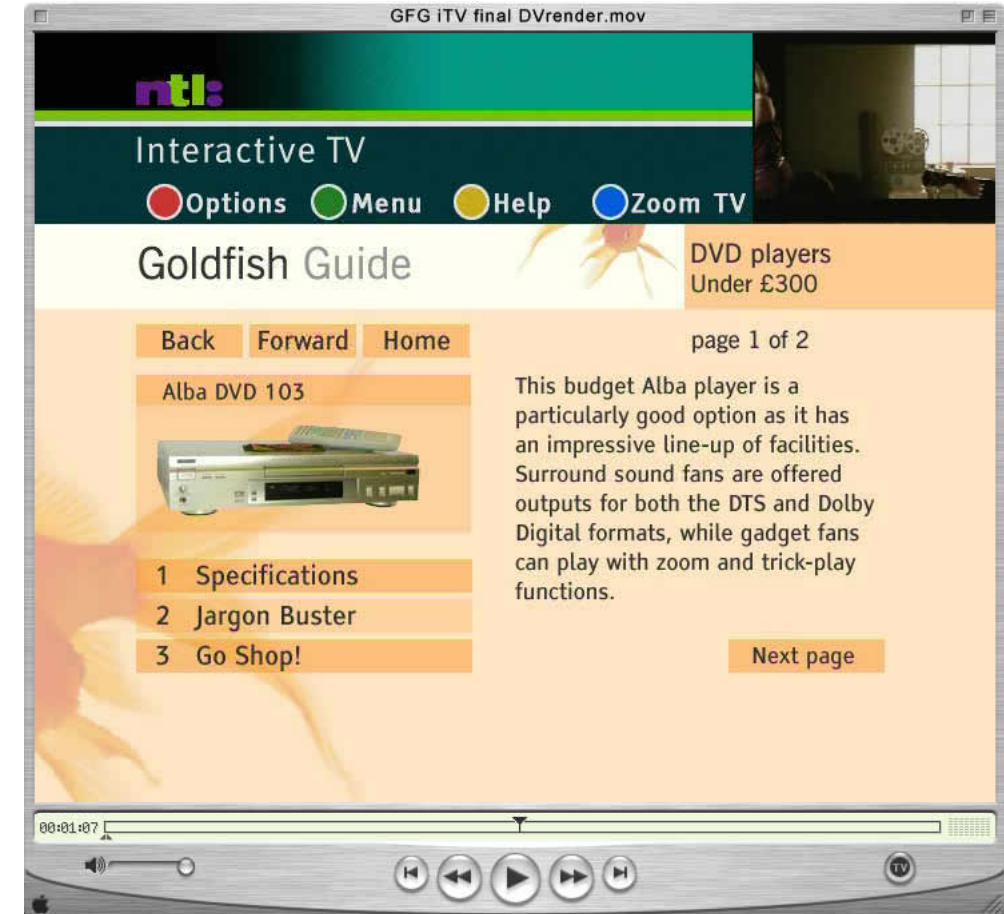 GFG iTV final DVrender.mov
ntl:
Interactive TV
Options Menu Help Zoom TV
Goldfish Guide
DVD players
Under £300
Back Forward Home
page 1 of 2
Alba DVD 103
This budget Alba player is a
particularly good option as it has
an impressive line-up of facilities.
Surround sound fans are offered
outputs for both the DTS and Dolby
Digital formats, while gadget fans
can play with zoom and trick-play
functions.
1 Specifications
2 Jargon Buster
3 Go Shop!
Next page
00:01:07
TV